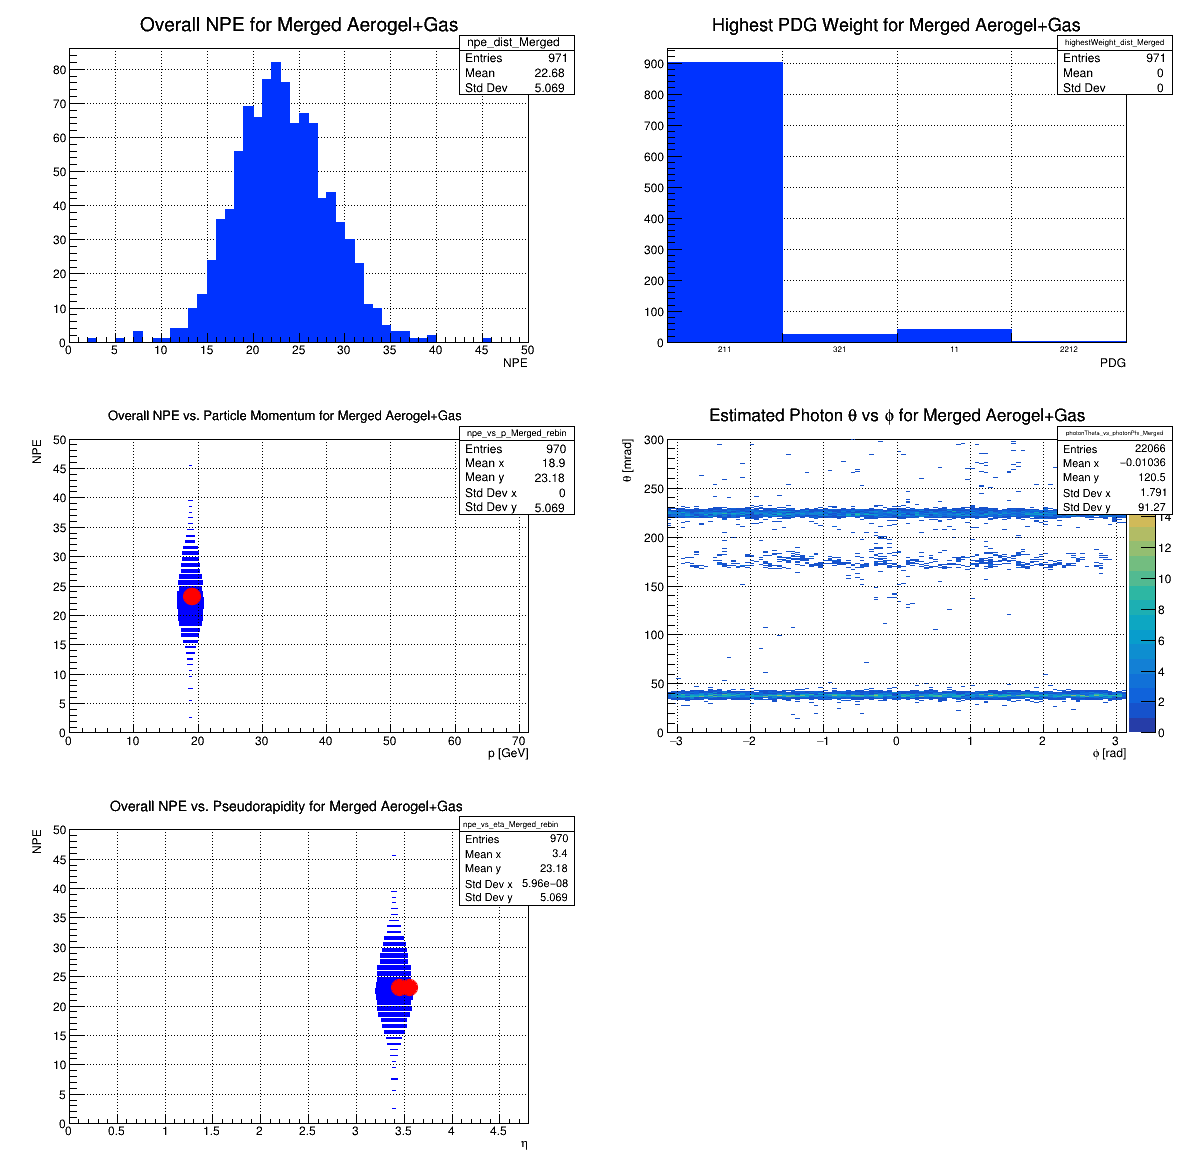 Overall NPE for Merged Aerogel+Gas
npe_dist_Merged
Entries 971
Mean 22.68
Std Dev 5.069
80
70
60
50
40
30
20
10
0
0 5 10 15 20 25 30 35 40 45 50
NPE
Highest PDG Weight for Merged Aerogel+Gas
highestWeight_dist_Merged
Entries 971
Mean 0
Std Dev 0
900
800
700
600
500
400
300
200
100
0
211 321 11 2212
PDG
Overall NPE vs. Particle Momentum for Merged Aerogel+Gas
npe_vs_p_Merged_rebin
Entries 970
Mean x 18.9
Mean y 23.18
Std Dev x 0
Std Dev y 5.069
NPE
50
45
40
35
30
25
20
15
10
5
0
0 10 20 30 40 50 60 70
p [GeV]
Estimated Photon θ vs ϕ for Merged Aerogel+Gas
photonTheta_vs_photonPhi_Merged
Entries 22066
Mean x −0.01036
Mean y 120.5
Std Dev x 1.791
Std Dev y 91.27
θ [mrad]
300
250
200
150
100
50
0
−3 −2 −1 0 1 2 3
ϕ [rad]
14
12
10
8
6
4
2
0
Overall NPE vs. Pseudorapidity for Merged Aerogel+Gas
npe_vs_eta_Merged_rebin
Entries 970
Mean x 3.4
Mean y 23.18
Std Dev x 5.96e−08
Std Dev y 5.069
NPE
50
45
40
35
30
25
20
15
10
5
0
0 0.5 1 1.5 2 2.5 3 3.5 4 4.5
η